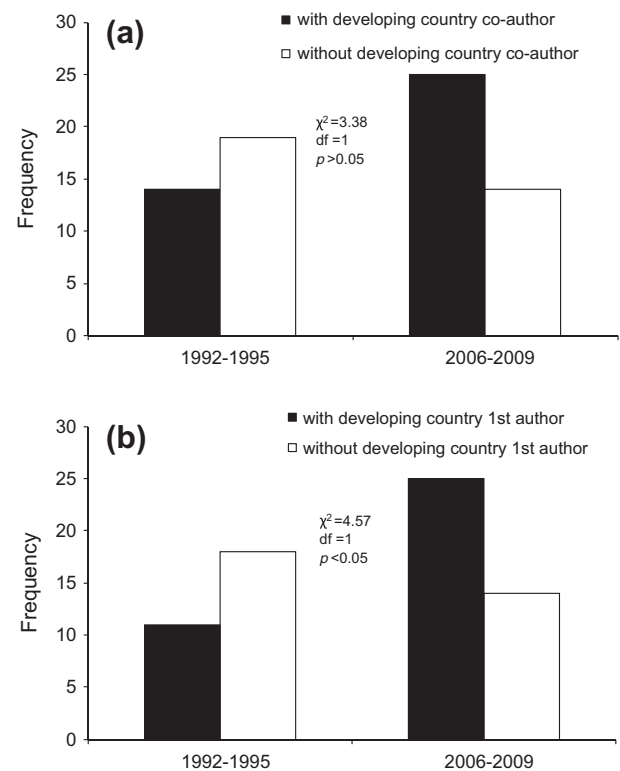 (a)
■ with developing country co-author
□ without developing country co-author
30
25
20
15
10
5
0
Frequency
χ²=3.38
df =1
p >0.05
1992-1995 2006-2009
(b)
■ with developing country 1st author
□ without developing country 1st author
30
25
20
15
10
5
0
Frequency
χ²=4.57
df =1
p <0.05
1992-1995 2006-2009